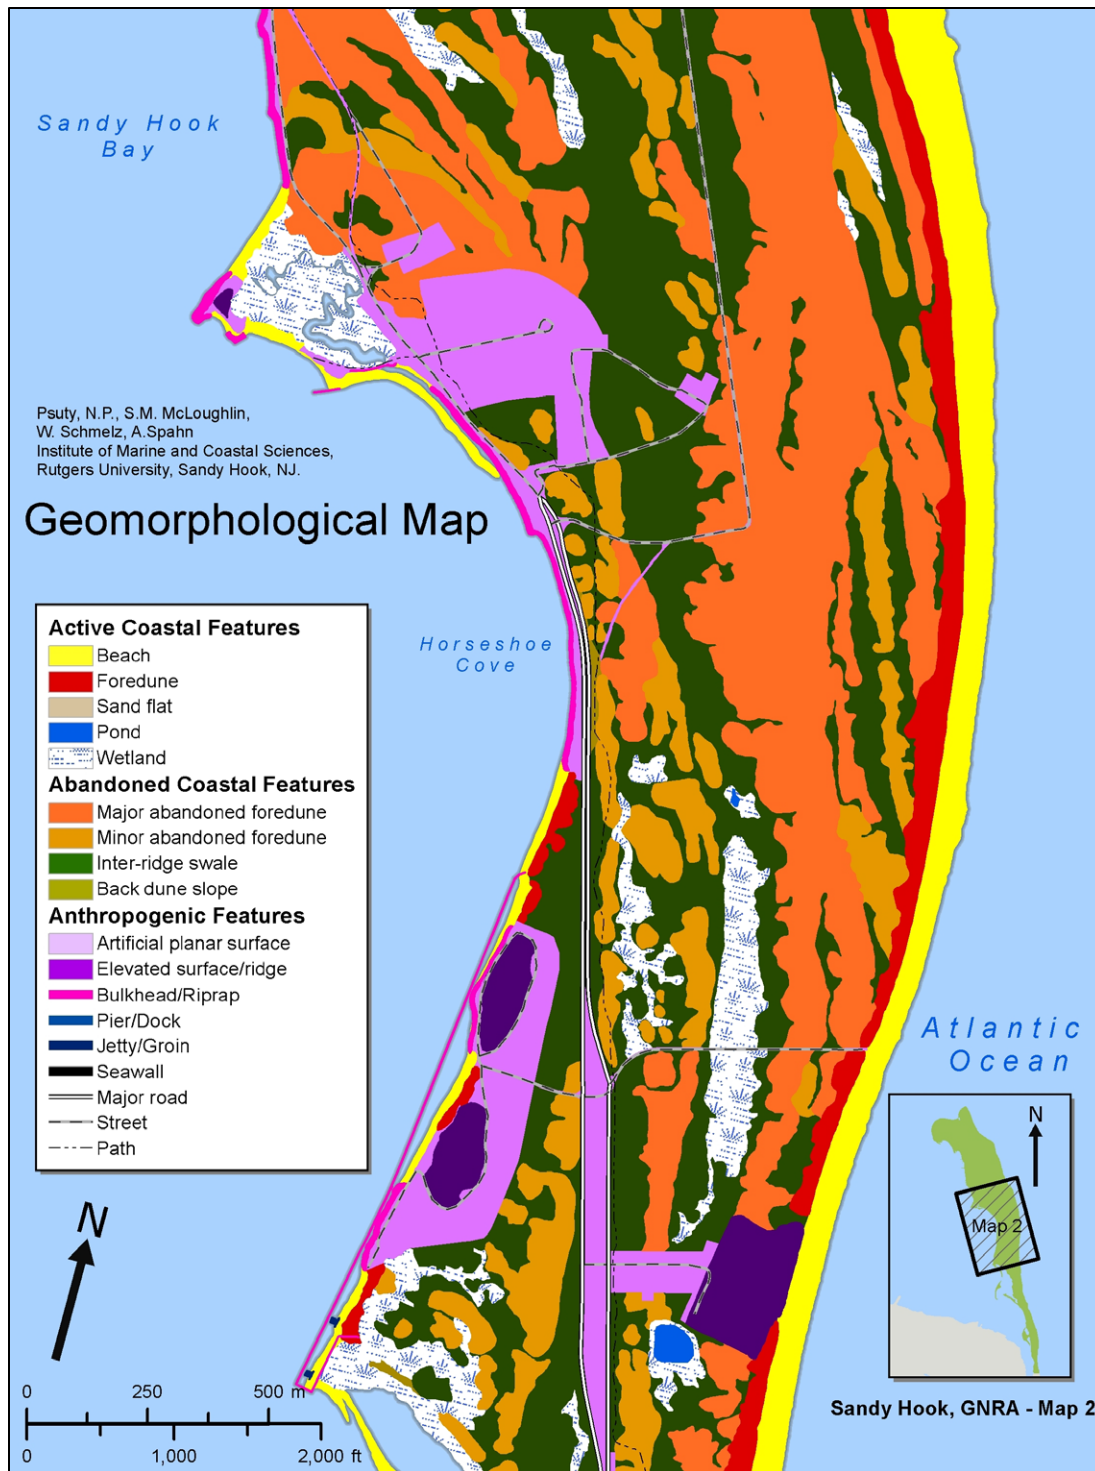 Sandy Hook
Bay
Psuty, N.P., S.M. McLoughlin,
W. Schmelz, A.Spahn
Institute of Marine and Coastal Sciences,
Rutgers University, Sandy Hook, NJ.
Geomorphological Map
Horseshoe
Cove
Active Coastal Features
Beach
Foredune
Sand flat
Pond
Wetland
Abandoned Coastal Features
Major abandoned foredune
Minor abandoned foredune
Inter-ridge swale
Back dune slope
Anthropogenic Features
Artificial planar surface
Elevated surface/ridge
Bulkhead/Riprap
Pier/Dock
Jetty/Groin
Seawall
Major road
Street
Path
Atlantic
Ocean
N
Map 2
N
0 250 500 m
0 1,000 2,000 ft
Sandy Hook, GNRA - Map 2